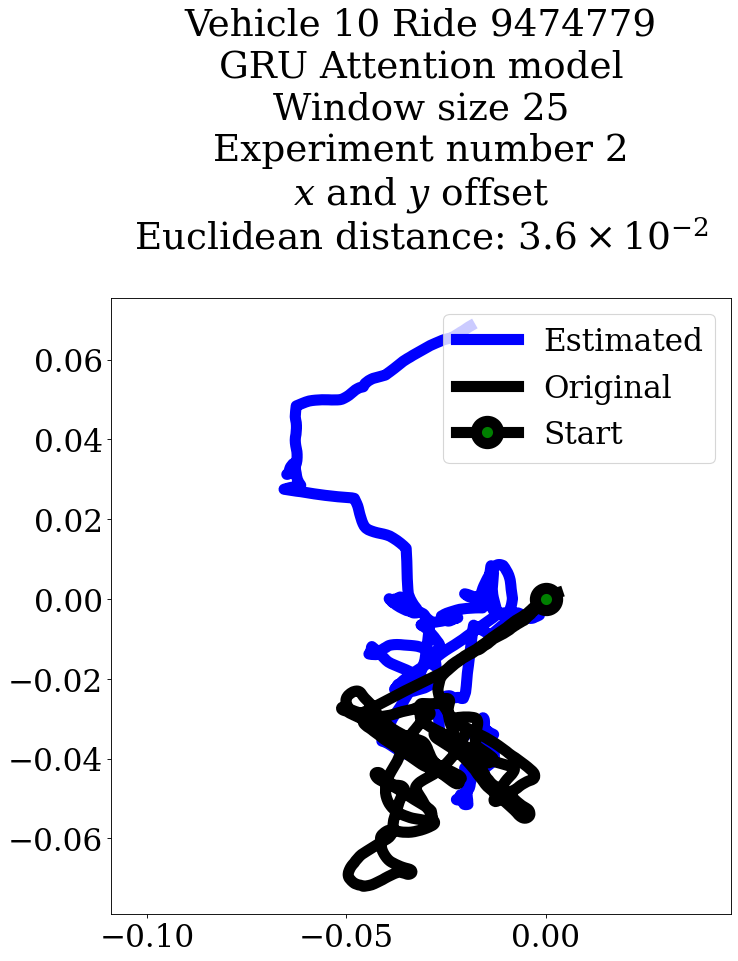 Vehicle 10 Ride 9474779
GRU Attention model
Window size 25
Experiment number 2
x and y offset
Euclidean distance: 3.6 × 10⁻²
Estimated
Original
Start
0.06
0.04
0.02
0.00
−0.02
−0.04
−0.06
−0.10
−0.05
0.00